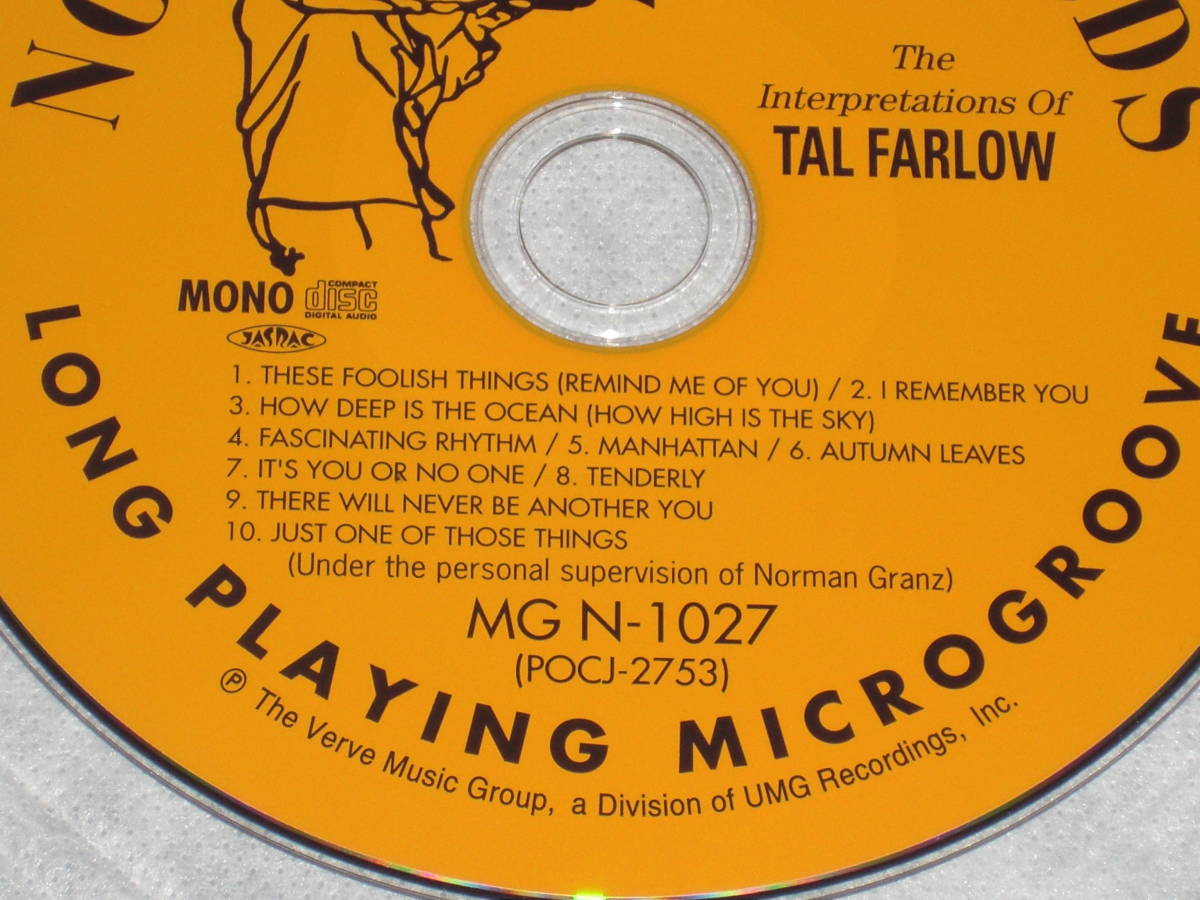 The
Interpretations Of
TAL FARLOW
MONO
COMPACT
disc
DIGITAL AUDIO
JASRAC
1. THESE FOOLISH THINGS (REMIND ME OF YOU) / 2. I REMEMBER YOU
3. HOW DEEP IS THE OCEAN (HOW HIGH IS THE SKY)
4. FASCINATING RHYTHM / 5. MANHATTAN / 6. AUTUMN LEAVES
7. IT'S YOU OR NO ONE / 8. TENDERLY
9. THERE WILL NEVER BE ANOTHER YOU
10. JUST ONE OF THOSE THINGS
(Under the personal supervision of Norman Granz)
MG N-1027
(POCJ-2753)
LONG PLAYING MICROGROOVE
Ⓟ The Verve Music Group, a Division of UMG Recordings, Inc.